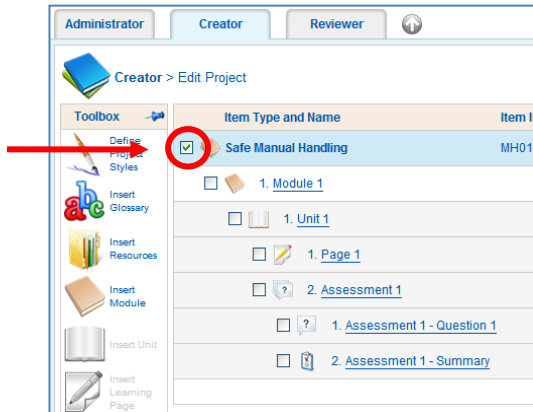 Administrator
Creator
Reviewer
Creator > Edit Project
Toolbox
Item Type and Name
Define
Project
Styles
Safe Manual Handling
MH01
Insert
Glossary
1. Module 1
1. Unit 1
Insert
Resources
1. Page 1
2. Assessment 1
Insert
Module
1. Assessment 1 - Question 1
Insert Unit
2. Assessment 1 - Summary
Insert
Learning
Page